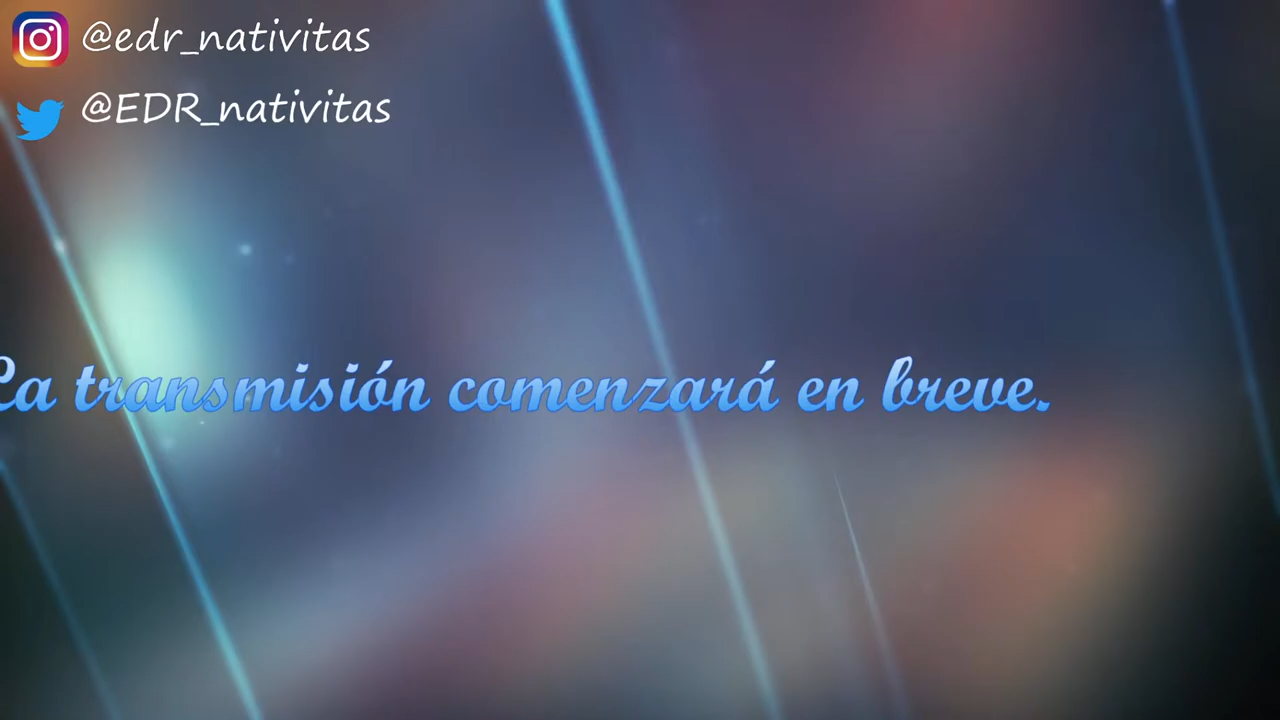 @edr_nativitas
@EDR_nativitas
La transmisión comenzará en breve.